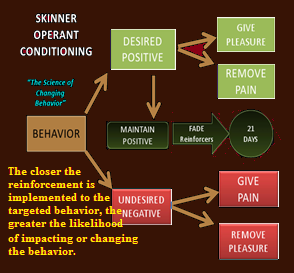 SKINNER
OPERANT
CONDITIONING
"The Science of
Changing
Behavior"
DESIRED
POSITIVE
GIVE
PLEASURE
REMOVE
PAIN
BEHAVIOR
MAINTAIN
POSITIVE
FADE
Reinforcers
21
DAYS
The closer the
reinforcement is
implemented to the
targeted behavior, the
greater the likelihood
of impacting or changing
the behavior.
UNDESIRED
NEGATIVE
GIVE
PAIN
REMOVE
PLEASURE